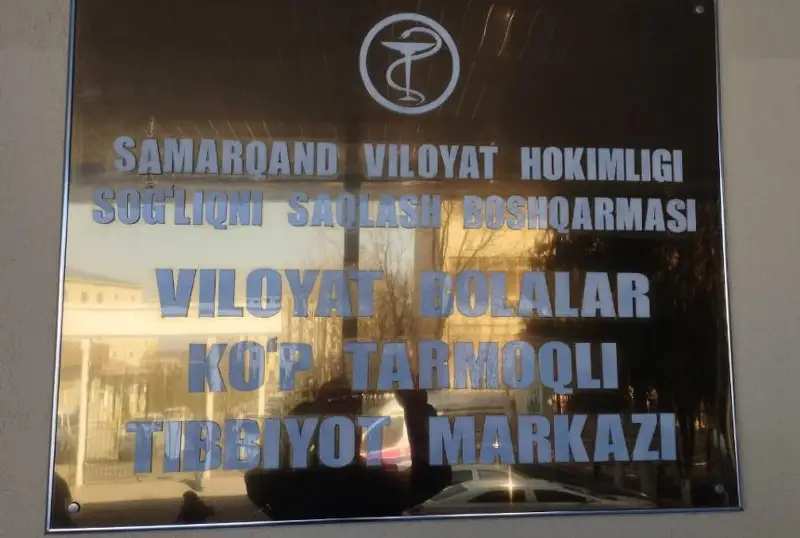 SAMARQAND VILOYAT HOKIMLIGI
SOG‘LIQNI SAQLASH BOSHQARMASI
VILOYAT BOLALAR
KO‘P TARMOQLI
TIBBIYOT MARKAZI